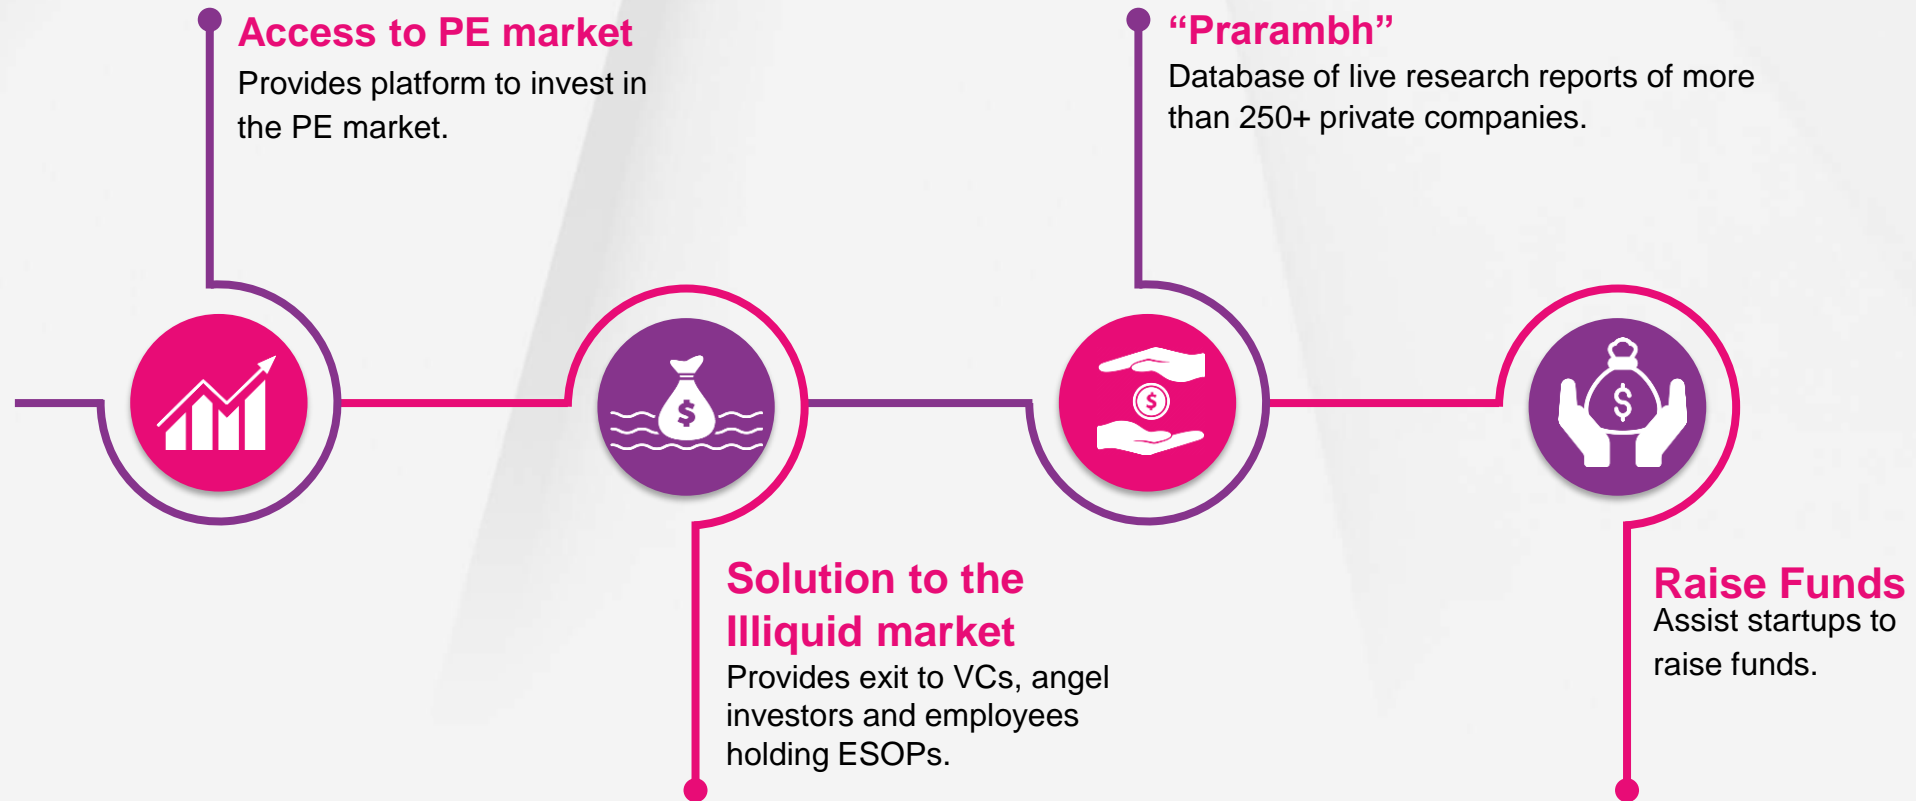 Access to PE market
Provides platform to invest in
the PE market.
$
Solution to the
Illiquid market
Provides exit to VCs, angel
investors and employees
holding ESOPs.
“Prarambh”
Database of live research reports of more
than 250+ private companies.
$
$
Raise Funds
Assist startups to
raise funds.